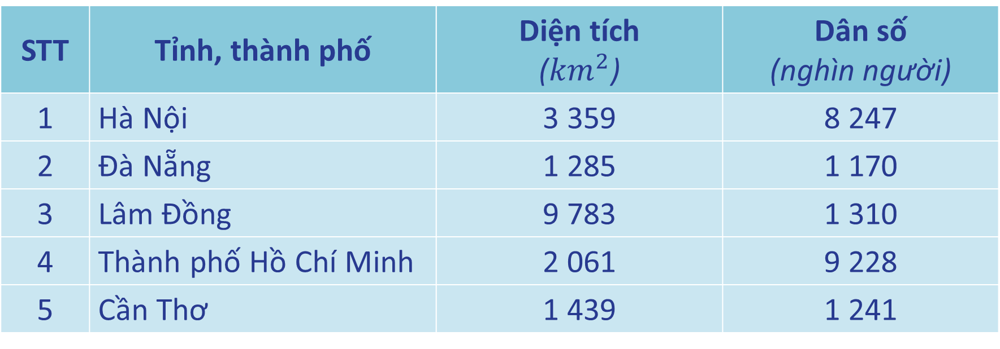 STT Tỉnh, thành phố Diện tích (km²) Dân số (nghìn người)
1 Hà Nội 3 359 8 247
2 Đà Nẵng 1 285 1 170
3 Lâm Đồng 9 783 1 310
4 Thành phố Hồ Chí Minh 2 061 9 228
5 Cần Thơ 1 439 1 241